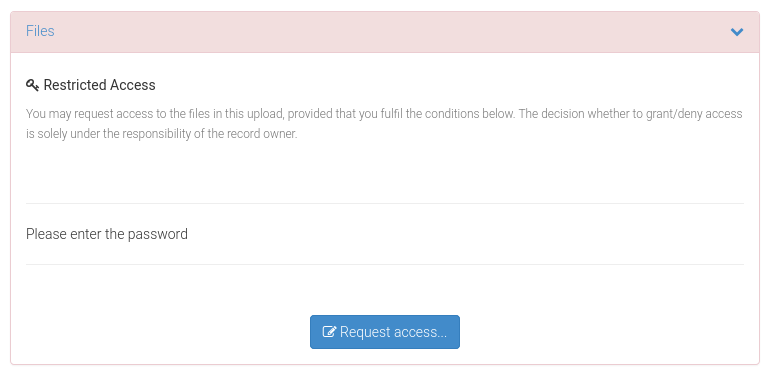 Files
Restricted Access
You may request access to the files in this upload, provided that you fulfil the conditions below. The decision whether to grant/deny access
is solely under the responsibility of the record owner.
Please enter the password
Request access...